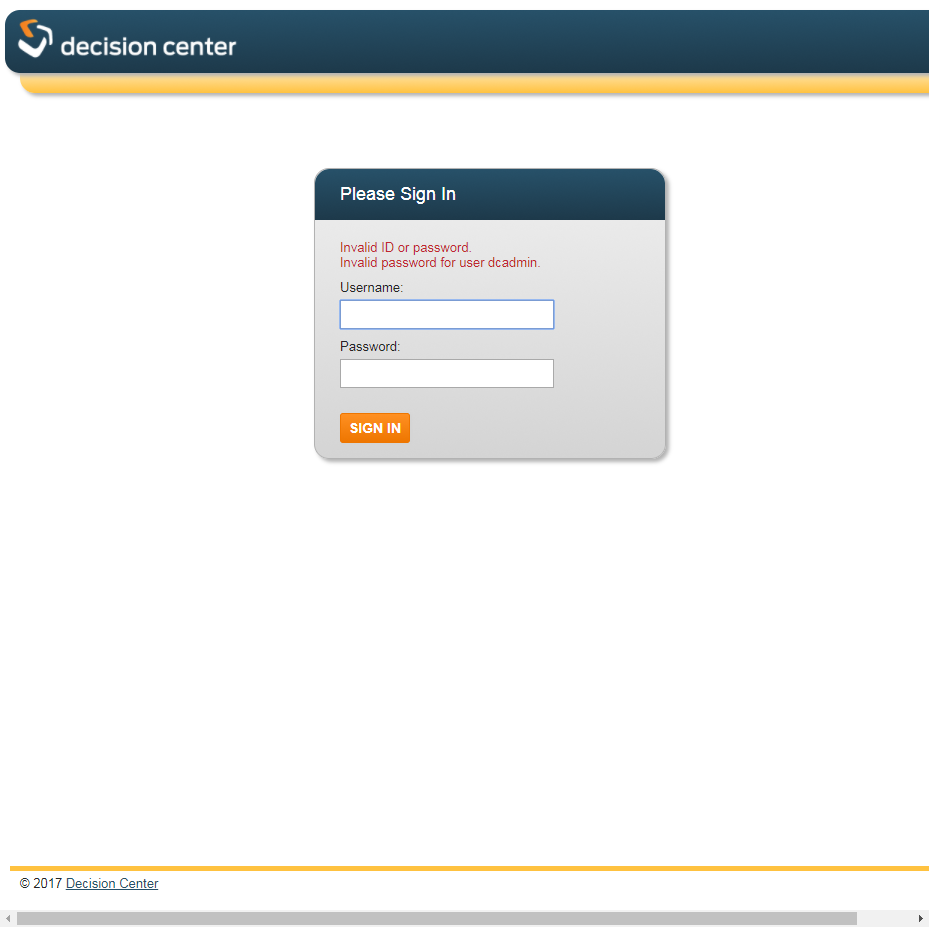 decision center
Please Sign In
Invalid ID or password.
Invalid password for user dcadmin.
Username:
Password:
SIGN IN
© 2017 Decision Center